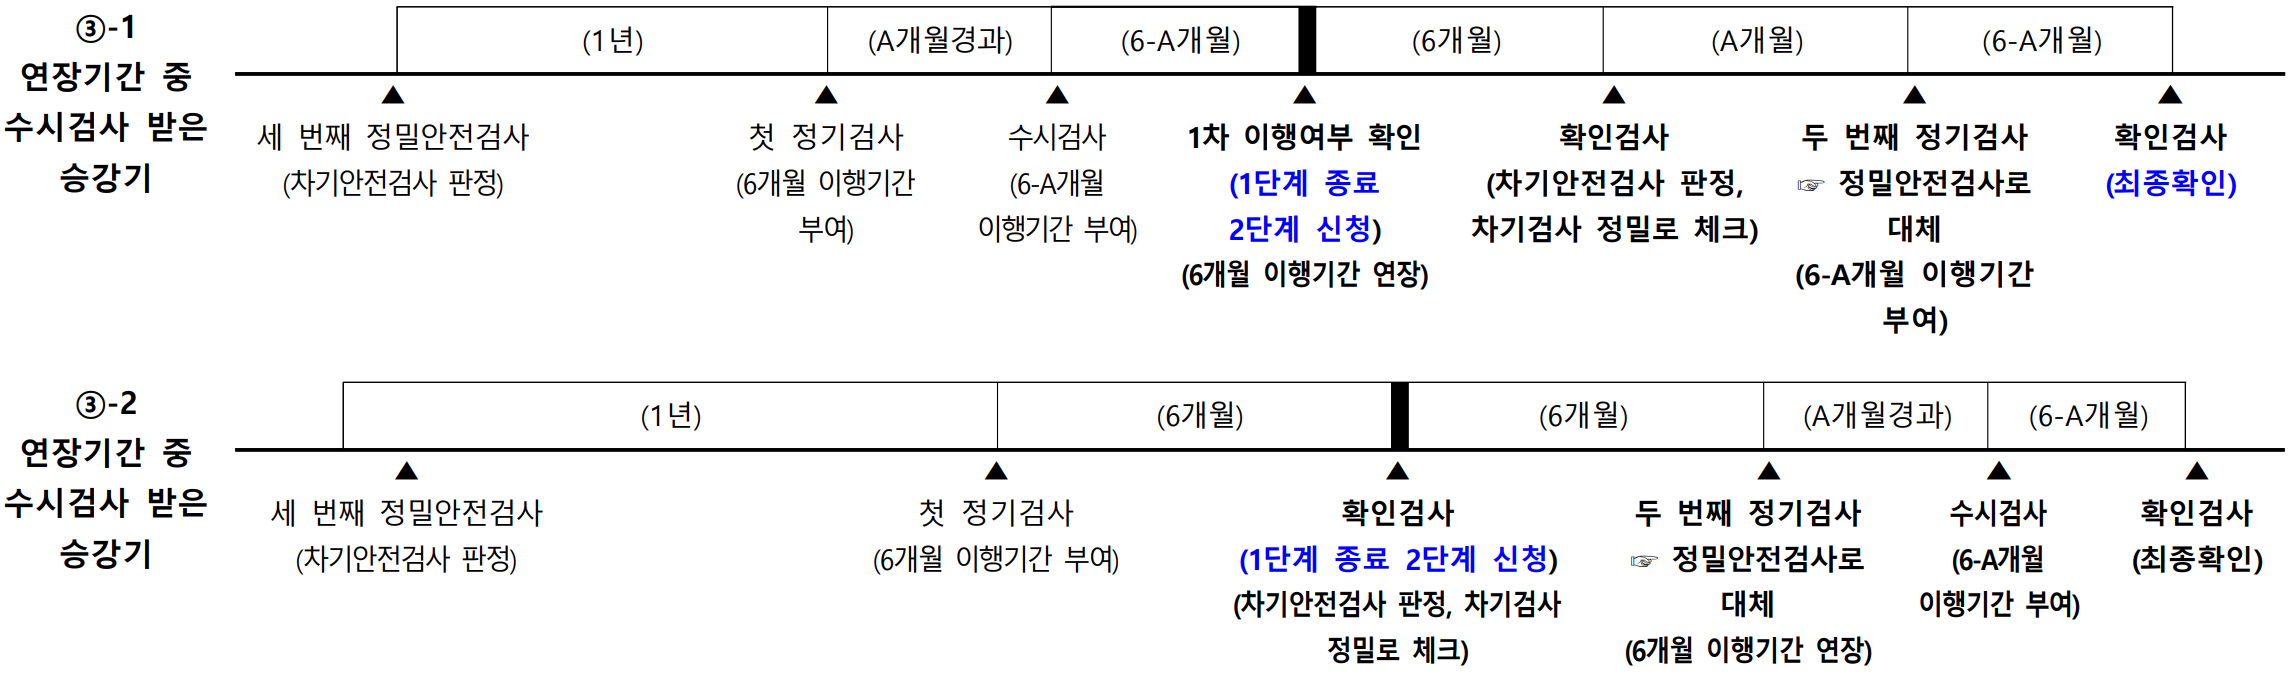 ③-1
연장기간 중
수시검사 받은
승강기
(1년)
(A개월경과)
(6-A개월)
(6개월)
(A개월)
(6-A개월)
▲
세 번째 정밀안전검사
(차기안전검사 판정)
▲
첫 정기검사
(6개월 이행기간
부여)
▲
수시검사
(6-A개월
이행기간 부여)
▲
1차 이행여부 확인
(1단계 종료
2단계 신청)
(6개월 이행기간 연장)
▲
확인검사
(차기안전검사 판정,
차기검사 정밀로 체크)
▲
두 번째 정기검사
☞ 정밀안전검사로
대체
(6-A개월 이행기간
부여)
▲
확인검사
(최종확인)
③-2
연장기간 중
수시검사 받은
승강기
(1년)
(6개월)
(6개월)
(A개월경과)
(6-A개월)
▲
세 번째 정밀안전검사
(차기안전검사 판정)
▲
첫 정기검사
(6개월 이행기간 부여)
▲
확인검사
(1단계 종료 2단계 신청)
(차기안전검사 판정, 차기검사
정밀로 체크)
▲
두 번째 정기검사
☞ 정밀안전검사로
대체
(6개월 이행기간 연장)
▲
수시검사
(6-A개월
이행기간 부여)
▲
확인검사
(최종확인)